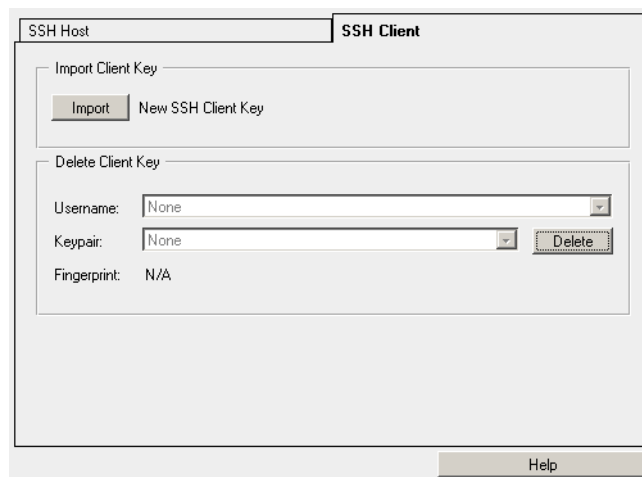 SSH Host
SSH Client
Import Client Key
Import New SSH Client Key
Delete Client Key
Username: None
Keypair: None Delete
Fingerprint: N/A
Help